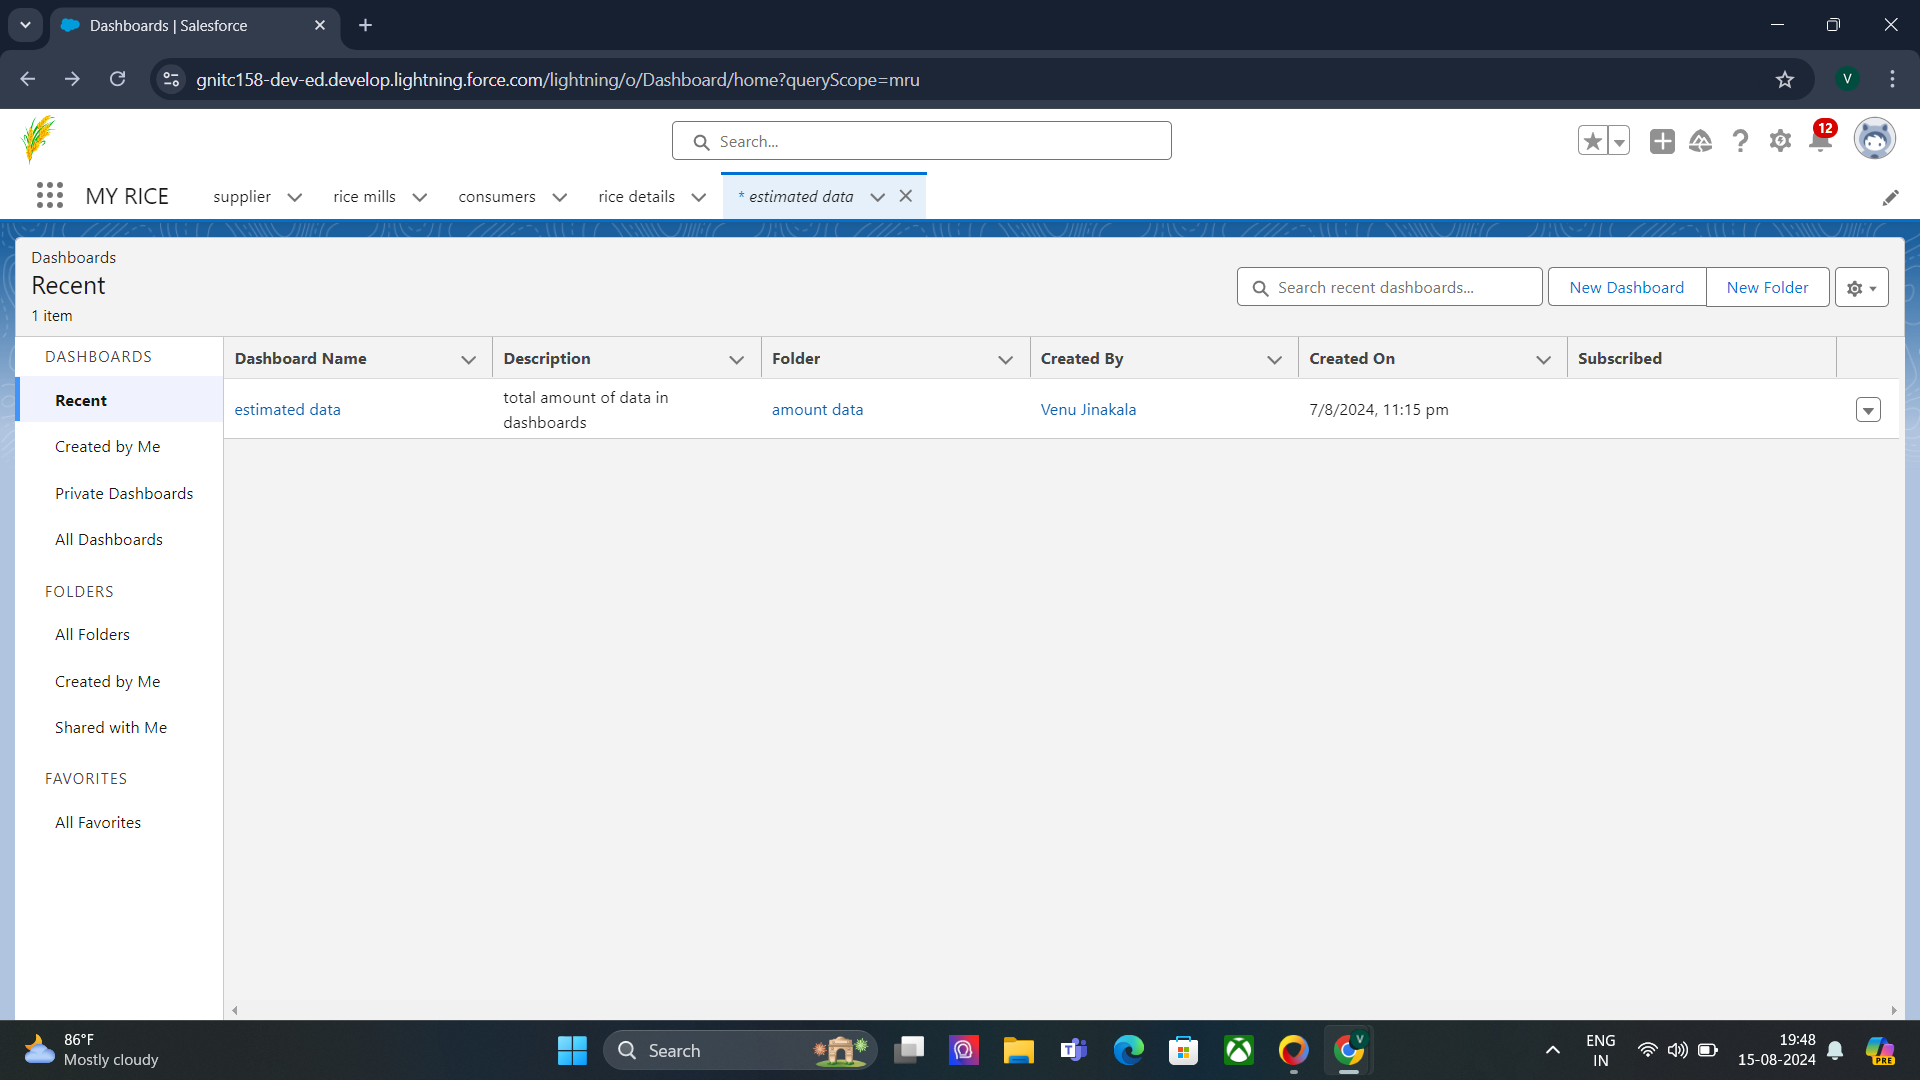 Dashboards | Salesforce
gnitc158-dev-ed.develop.lightning.force.com/lightning/o/Dashboard/home?queryScope=mru
V
Search...
12
MY RICE
supplier
rice mills
consumers
rice details
* estimated data
Dashboards
Recent
1 item
Search recent dashboards...
New Dashboard
New Folder
DASHBOARDS
Recent
Created by Me
Private Dashboards
All Dashboards
FOLDERS
All Folders
Created by Me
Shared with Me
FAVORITES
All Favorites
Dashboard Name
Description
Folder
Created By
Created On
Subscribed
estimated data
total amount of data in
dashboards
amount data
Venu Jinakala
7/8/2024, 11:15 pm
86°F
Mostly cloudy
Search
V
ENG
IN
19:48
15-08-2024
PRE